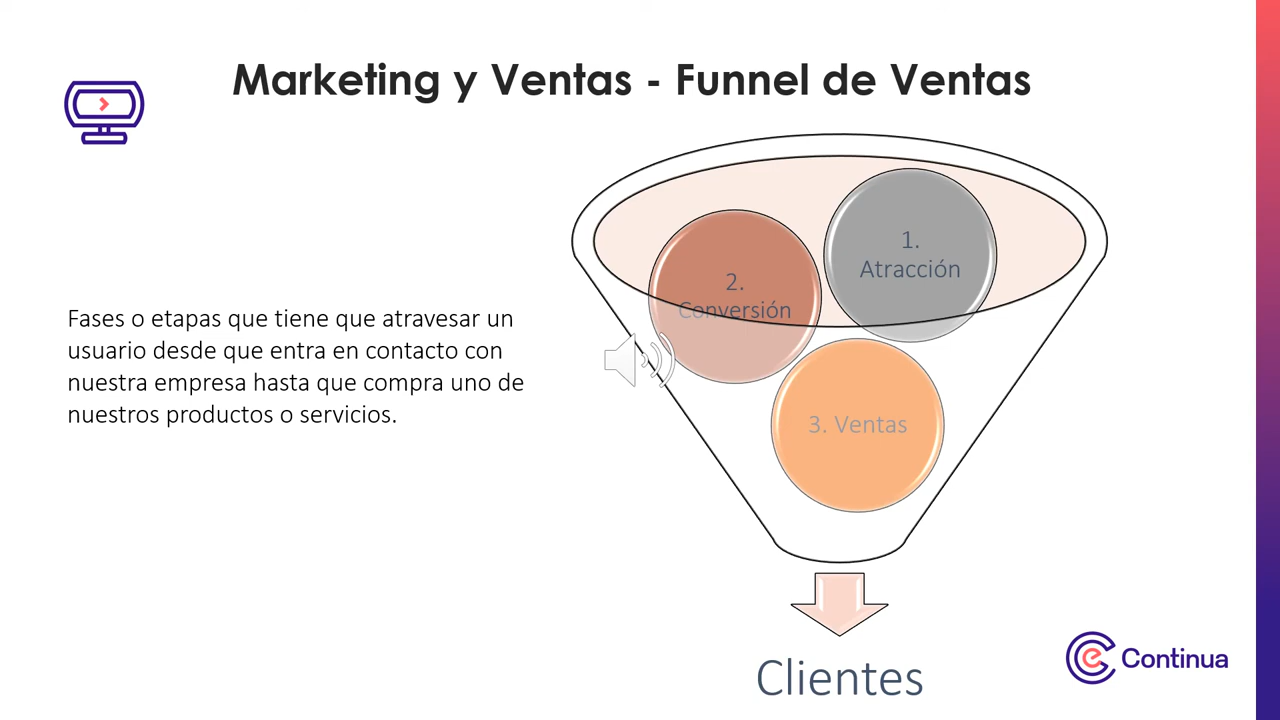 Marketing y Ventas - Funnel de Ventas
Fases o etapas que tiene que atravesar un
usuario desde que entra en contacto con
nuestra empresa hasta que compra uno de
nuestros productos o servicios.
1.
Atracción
2.
Conversión
3. Ventas
Clientes
e Continua